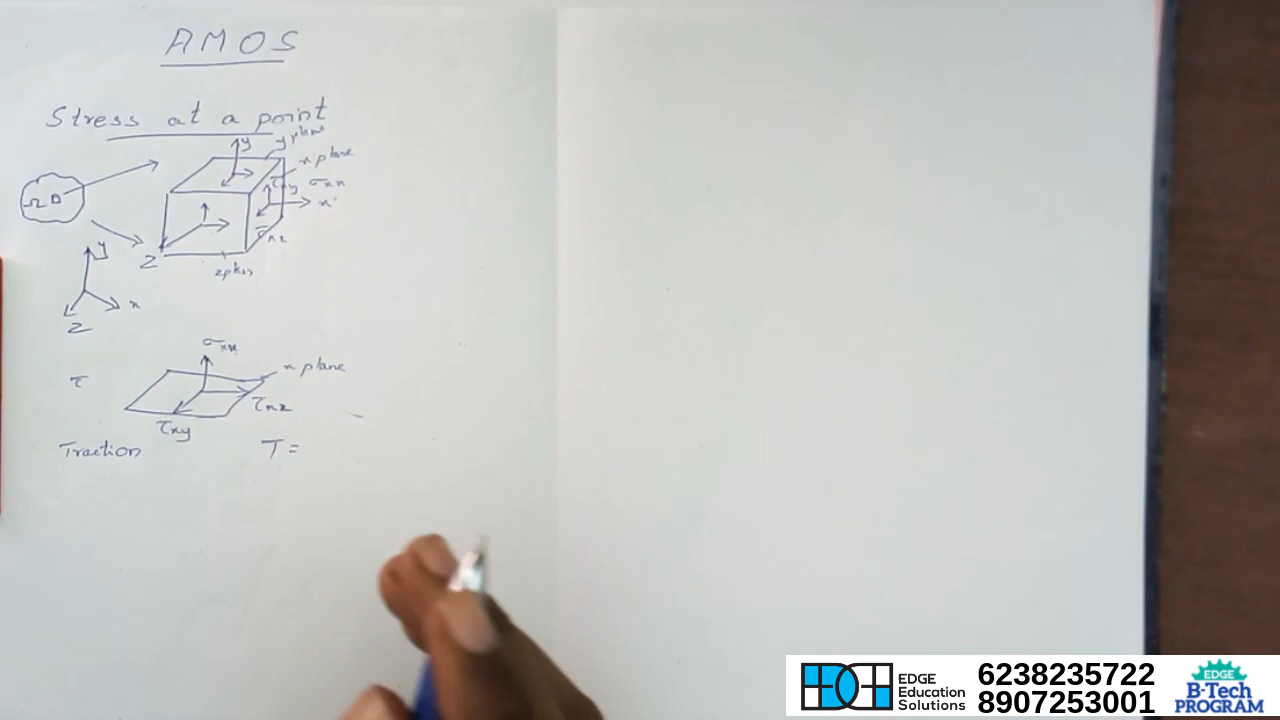 AMOS
Stress at a point
y
y plane
x plane
τxy σxx
x
τxz
Z
z plan
y
x
Z
σxx
x plane
τ
τxz
τxy
Traction T =
EDGE
Education
Solutions
6238235722
8907253001
EDGE
B-Tech
PROGRAM